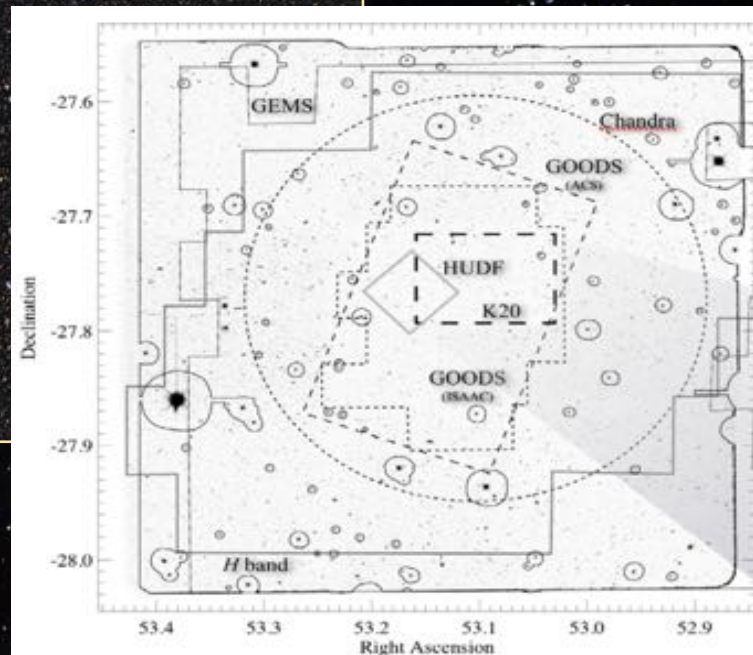 -27.6
-27.7
-27.8
-27.9
-28.0
Declination
GEMS
Chandra
GOODS
(ACS)
HUDF
K20
GOODS
(ISAAC)
H band
53.4 53.3 53.2 53.1 53.0 52.9
Right Ascension